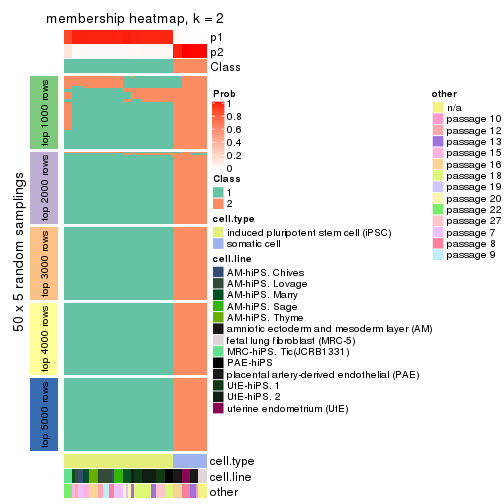 membership heatmap, k = 2
p1
p2
Class
50 x 5 random samplings
top 1000 rows
top 2000 rows
top 3000 rows
top 4000 rows
top 5000 rows
cell.type
cell.line
other
Prob
1
0.8
0.6
0.4
0.2
0
Class
1
2
cell.type
induced pluripotent stem cell (iPSC)
somatic cell
cell.line
AM-hiPS. Chives
AM-hiPS. Lovage
AM-hiPS. Marry
AM-hiPS. Sage
AM-hiPS. Thyme
amniotic ectoderm and mesoderm layer (AM)
fetal lung fibroblast (MRC-5)
MRC-hiPS. Tic(JCRB1331)
PAE-hiPS
placental artery-derived endothelial (PAE)
UtE-hiPS. 1
UtE-hiPS. 2
uterine endometrium (UtE)
other
n/a
passage 10
passage 12
passage 13
passage 15
passage 16
passage 18
passage 19
passage 20
passage 22
passage 27
passage 7
passage 8
passage 9